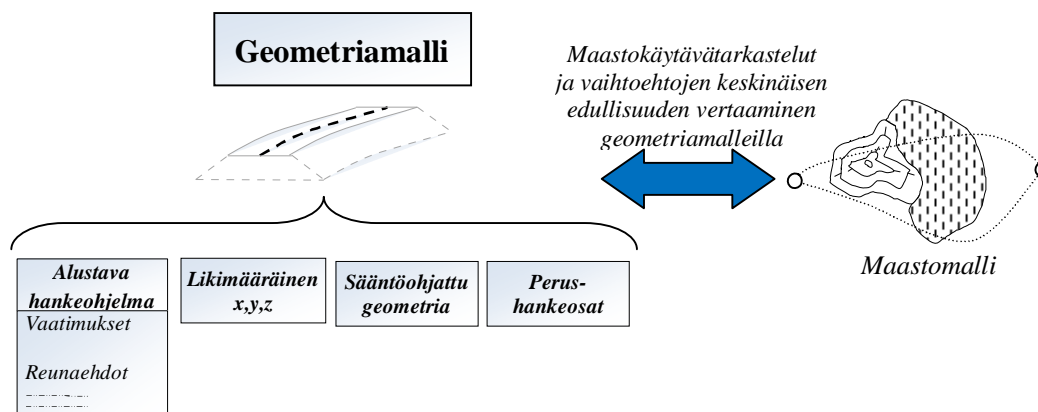 Geometriamalli
Maastokäytävätarkastelut
ja vaihtoehtojen keskinäisen
edullisuuden vertaaminen
geometriamalleilla
Maastomalli
Alustava
hankeohjelma
Vaatimukset
Reunaehdot
Likimääräinen
x,y,z
Sääntöohjattu
geometria
Perus-
hankeosat